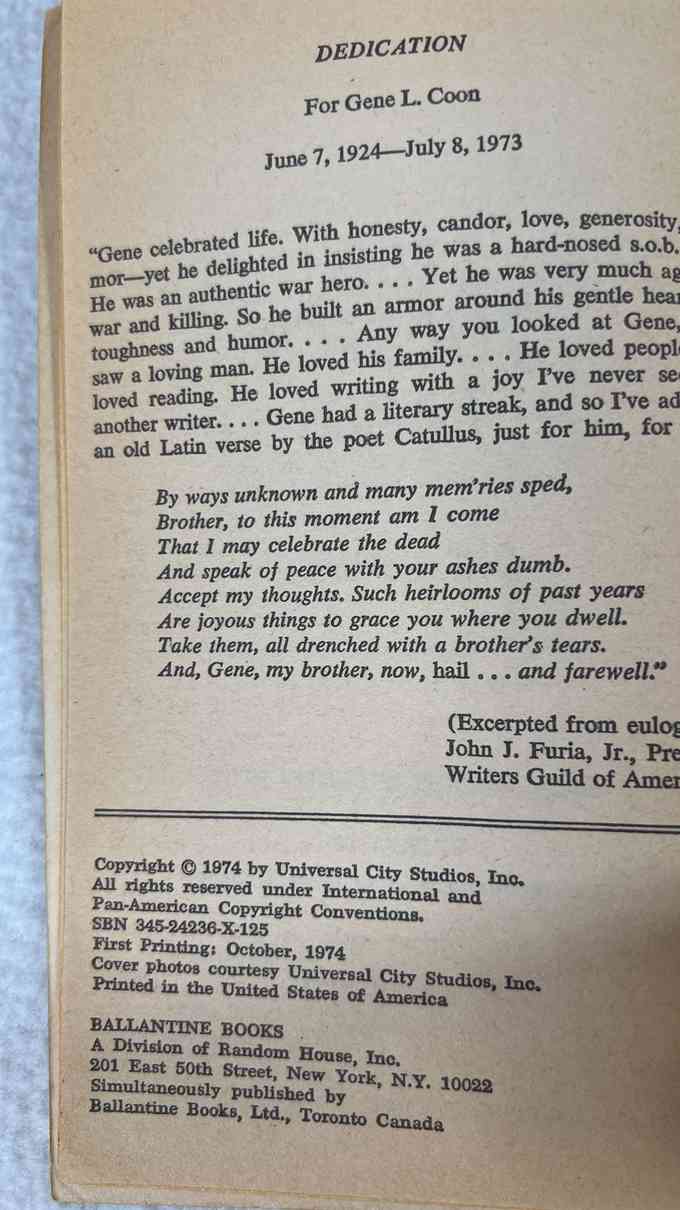 DEDICATION
For Gene L. Coon
June 7, 1924—July 8, 1973
“Gene celebrated life. With honesty, candor, love, generosity,
mor—yet he delighted in insisting he was a hard-nosed s.o.b.
He was an authentic war hero. . . . Yet he was very much ag
war and killing. So he built an armor around his gentle hear
toughness and humor. . . . Any way you looked at Gene,
saw a loving man. He loved his family. . . . He loved peopl
loved reading. He loved writing with a joy I've never se
another writer. . . . Gene had a literary streak, and so I've ad
an old Latin verse by the poet Catullus, just for him, for
By ways unknown and many mem'ries sped,
Brother, to this moment am I come
That I may celebrate the dead
And speak of peace with your ashes dumb.
Accept my thoughts. Such heirlooms of past years
Are joyous things to grace you where you dwell.
Take them, all drenched with a brother's tears.
And, Gene, my brother, now, hail . . . and farewell.”
(Excerpted from eulog
John J. Furia, Jr., Pre
Writers Guild of Amer
Copyright © 1974 by Universal City Studios, Inc.
All rights reserved under International and
Pan-American Copyright Conventions.
SBN 345-24236-X-125
First Printing: October, 1974
Cover photos courtesy Universal City Studios, Inc.
Printed in the United States of America
BALLANTINE BOOKS
A Division of Random House, Inc.
201 East 50th Street, New York, N.Y. 10022
Simultaneously published by
Ballantine Books, Ltd., Toronto Canada